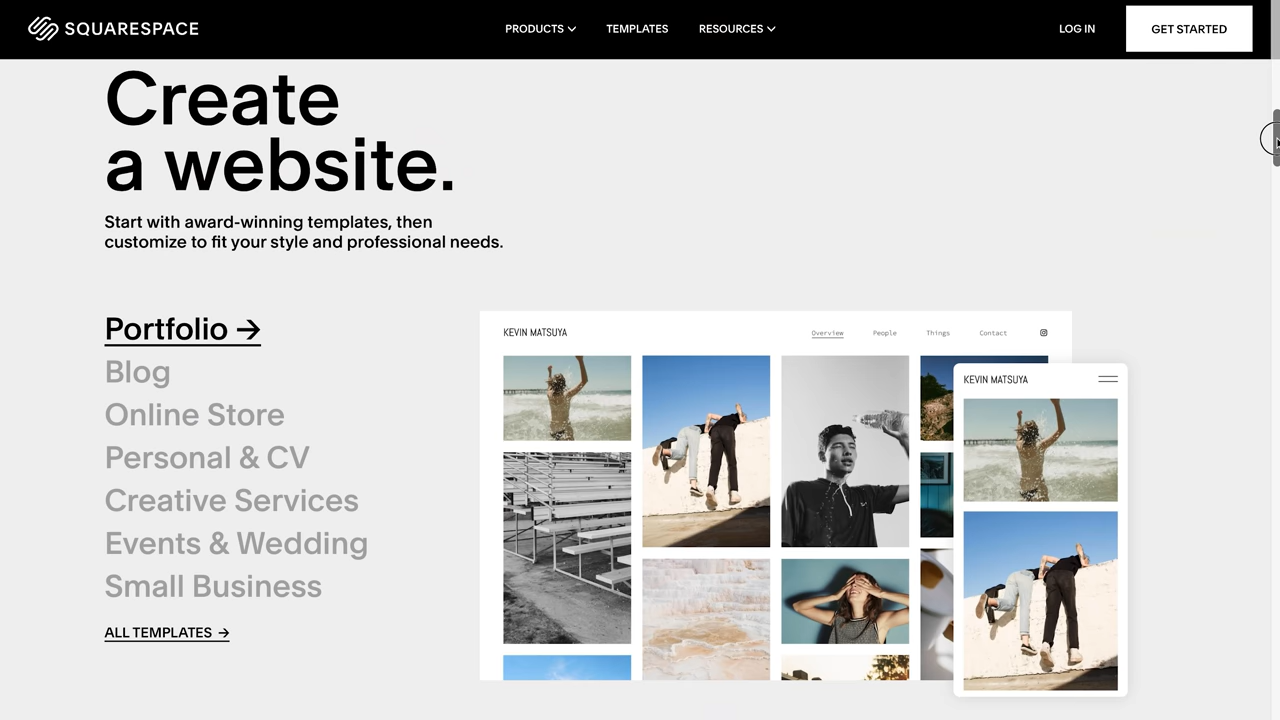 SQUARESPACE
PRODUCTS
TEMPLATES
RESOURCES
LOG IN
GET STARTED
Create
a website.
Start with award-winning templates, then
customize to fit your style and professional needs.
Portfolio →
Blog
Online Store
Personal & CV
Creative Services
Events & Wedding
Small Business
ALL TEMPLATES →
KEVIN MATSUYA
Overview
People
Things
Contact
KEVIN MATSUYA